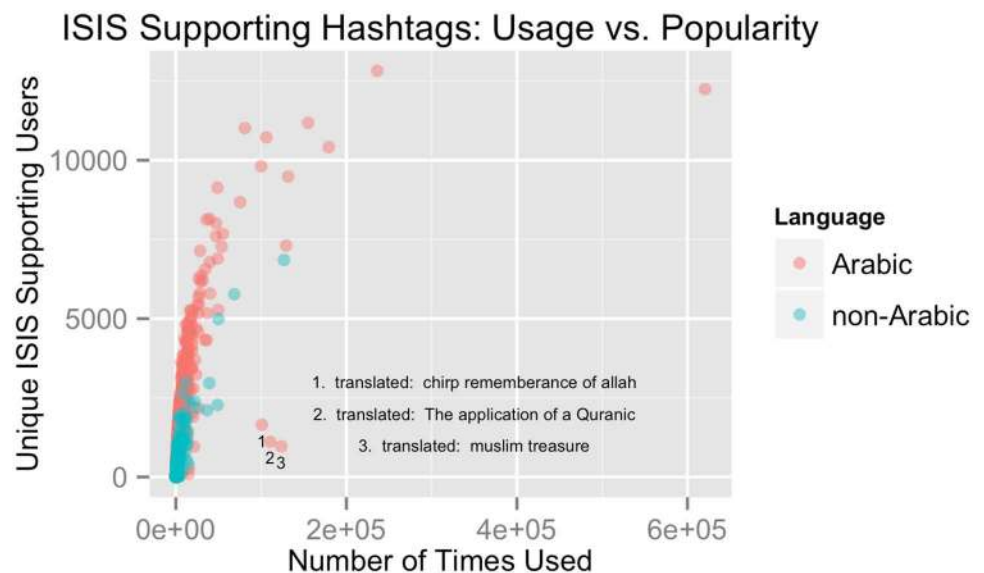 ISIS Supporting Hashtags: Usage vs. Popularity
Unique ISIS Supporting Users
10000
5000
0
1. translated: chirp rememberance of allah
2. translated: The application of a Quranic
3. translated: muslim treasure
1
2
3
0e+00
2e+05
4e+05
6e+05
Number of Times Used
Language
Arabic
non-Arabic